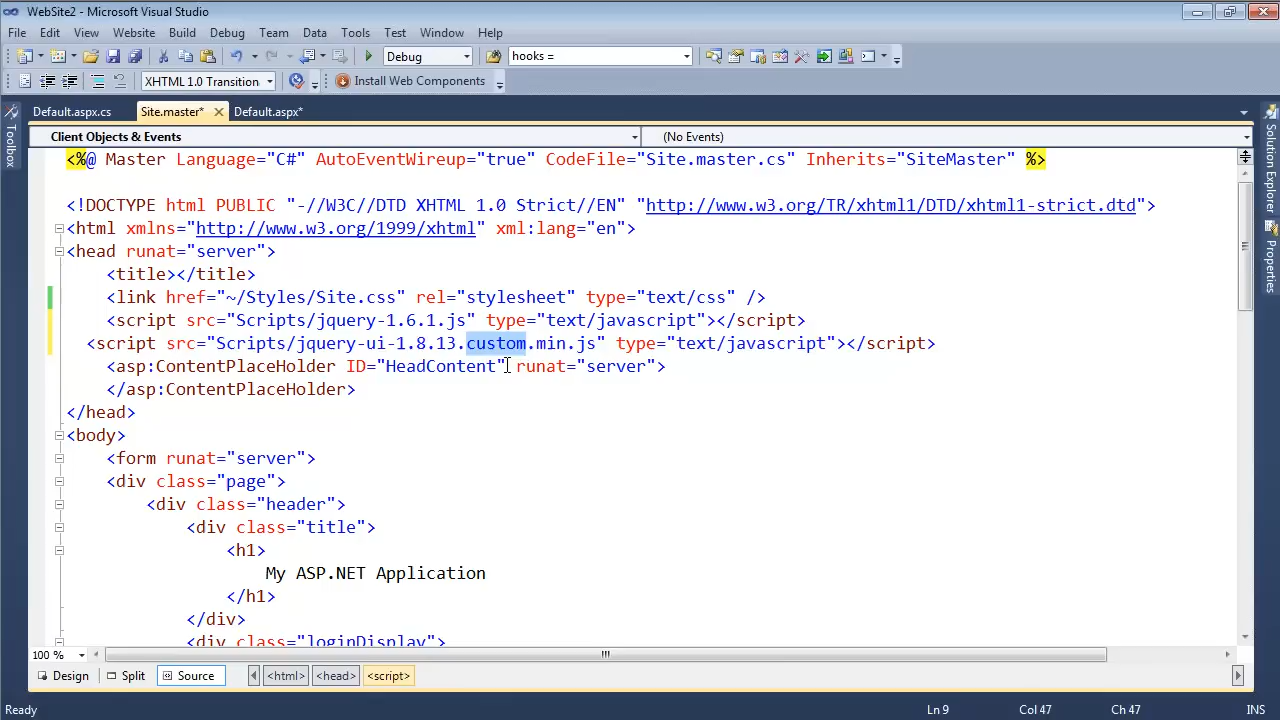 WebSite2 - Microsoft Visual Studio
File Edit View Website Build Debug Team Data Tools Test Window Help
Debug hooks =
XHTML 1.0 Transition Install Web Components
Default.aspx.cs Site.master* Default.aspx*
Client Objects & Events (No Events)
<%@ Master Language="C#" AutoEventWireup="true" CodeFile="Site.master.cs" Inherits="SiteMaster" %>
<!DOCTYPE html PUBLIC "-//W3C//DTD XHTML 1.0 Strict//EN" "http://www.w3.org/TR/xhtml1/DTD/xhtml1-strict.dtd">
<html xmlns="http://www.w3.org/1999/xhtml" xml:lang="en">
<head runat="server">
<title></title>
<link href="~/Styles/Site.css" rel="stylesheet" type="text/css" />
<script src="Scripts/jquery-1.6.1.js" type="text/javascript"></script>
<script src="Scripts/jquery-ui-1.8.13.custom.min.js" type="text/javascript"></script>
<asp:ContentPlaceHolder ID="HeadContent" runat="server">
</asp:ContentPlaceHolder>
</head>
<body>
<form runat="server">
<div class="page">
<div class="header">
<div class="title">
<h1>
My ASP.NET Application
</h1>
</div>
<div class="loginDisplay">
100 %
Design Split Source <html> <head> <script>
Ready Ln 9 Col 47 Ch 47 INS
Toolbox
Solution Explorer
Properties